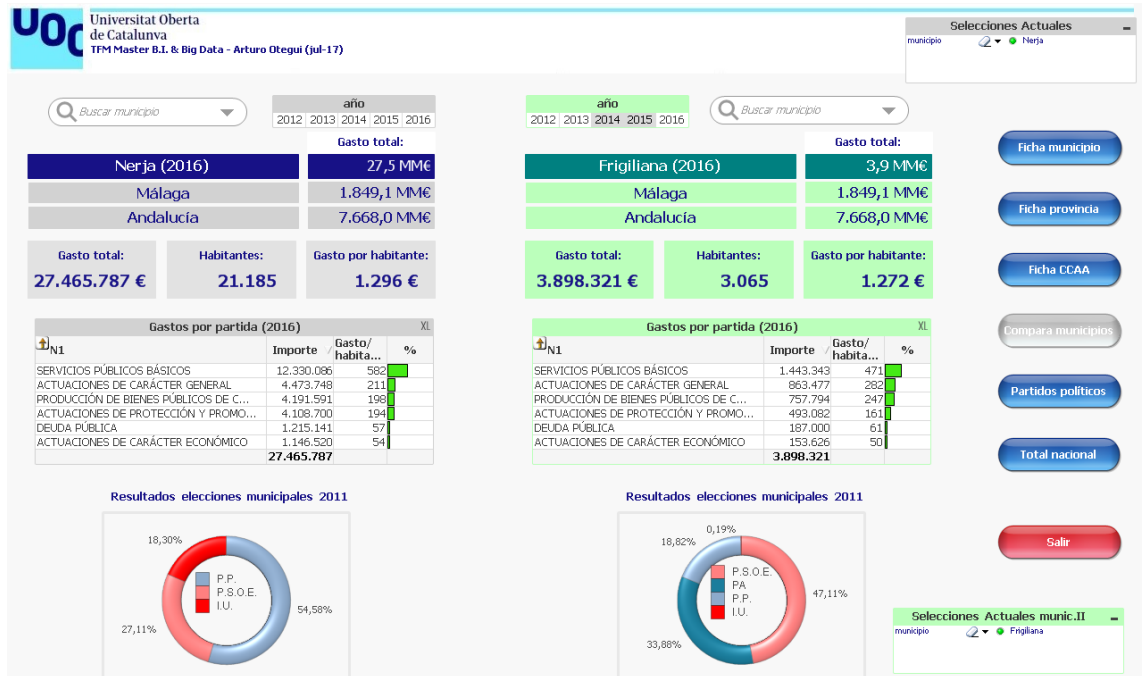 UOC
Universitat Oberta
de Catalunya
TFM Master B.I. & Big Data - Arturo Otegui (jul-17)
Selecciones Actuales
municipio Nerja
Buscar municipio
año
2012 2013 2014 2015 2016
Gasto total:
Nerja (2016) 27,5 MM€
Málaga 1.849,1 MM€
Andalucía 7.668,0 MM€
Gasto total: Habitantes: Gasto por habitante:
27.465.787 € 21.185 1.296 €
Gastos por partida (2016) XL
N1 Importe Gasto/habita... %
SERVICIOS PÚBLICOS BÁSICOS 12.330.086 582
ACTUACIONES DE CARÁCTER GENERAL 4.473.748 211
PRODUCCIÓN DE BIENES PÚBLICOS DE C... 4.191.591 198
ACTUACIONES DE PROTECCIÓN Y PROMO... 4.108.700 194
DEUDA PÚBLICA 1.215.141 57
ACTUACIONES DE CARÁCTER ECONÓMICO 1.146.520 54
27.465.787
Resultados elecciones municipales 2011
18,30%
P.P.
P.S.O.E.
I.U.
54,58%
27,11%
año
2012 2013 2014 2015 2016
Buscar municipio
Gasto total:
Frigiliana (2016) 3,9 MM€
Málaga 1.849,1 MM€
Andalucía 7.668,0 MM€
Gasto total: Habitantes: Gasto por habitante:
3.898.321 € 3.065 1.272 €
Gastos por partida (2016) XL
N1 Importe Gasto/habita... %
SERVICIOS PÚBLICOS BÁSICOS 1.443.343 471
ACTUACIONES DE CARÁCTER GENERAL 863.477 282
PRODUCCIÓN DE BIENES PÚBLICOS DE C... 757.794 247
ACTUACIONES DE PROTECCIÓN Y PROMO... 493.082 161
DEUDA PÚBLICA 187.000 61
ACTUACIONES DE CARÁCTER ECONÓMICO 153.626 50
3.898.321
Resultados elecciones municipales 2011
0,19%
18,82%
P.S.O.E.
PA
P.P.
I.U.
47,11%
33,88%
Ficha municipio
Ficha provincia
Ficha CCAA
Compara municipios
Partidos políticos
Total nacional
Salir
Selecciones Actuales munic.II
municipio Frigiliana